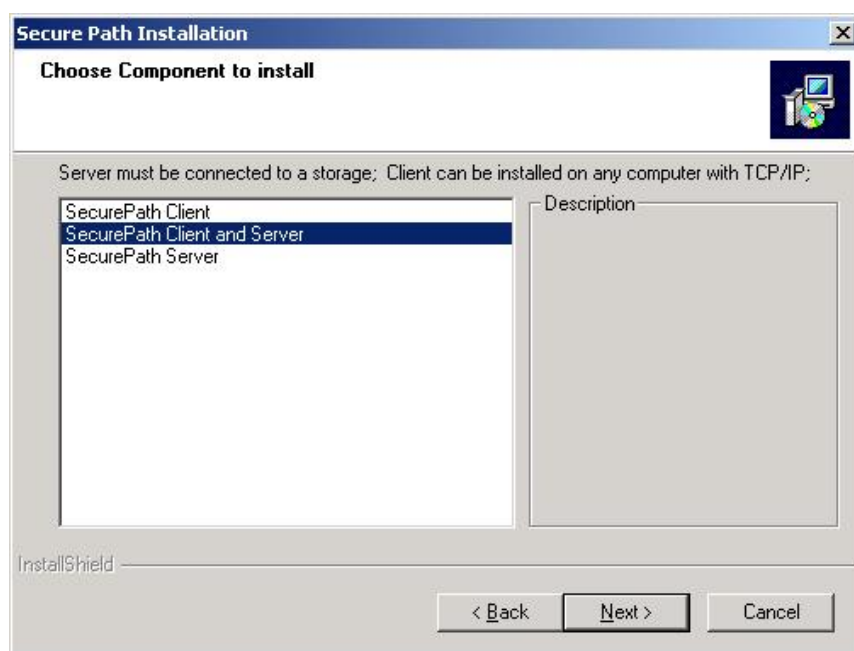 Secure Path Installation
Choose Component to install
Server must be connected to a storage; Client can be installed on any computer with TCP/IP;
SecurePath Client
SecurePath Client and Server
SecurePath Server
Description
InstallShield
< Back
Next >
Cancel